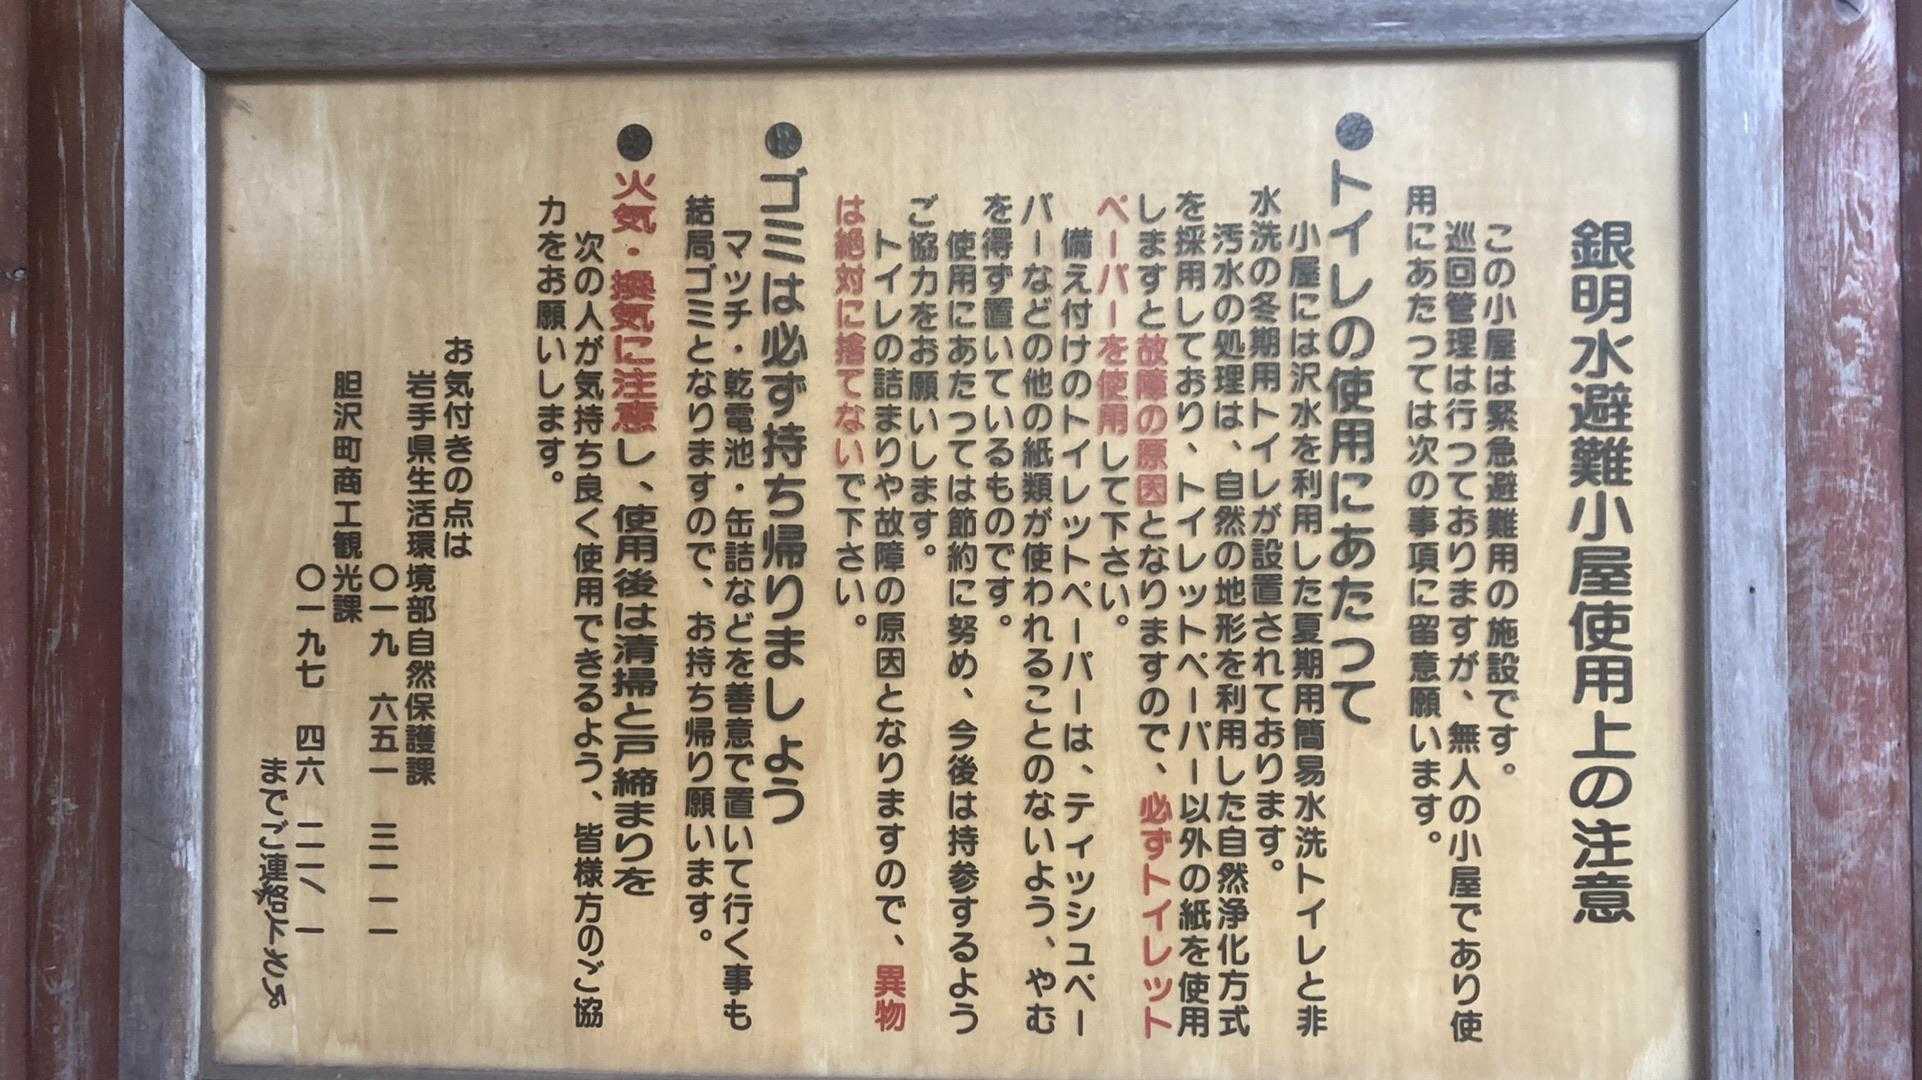 銀明水避難小屋使用上の注意
この小屋は緊急避難用の施設です。
巡回管理は行っておりますが、無人の小屋であり使
用にあたっては次の事項に留意願います。
●トイレの使用にあたって
小屋には沢水を利用した夏期用簡易水洗トイレと非
水洗の冬期用トイレが設置されております。
汚水の処理は、自然の地形を利用した自然浄化方式
を採用しており、トイレットペーパー以外の紙を使用
しますと故障の原因となりますので、必ずトイレット
ペーパーを使用して下さい。
備え付けのトイレットペーパーは、ティッシュペー
パーなどの他の紙類が使われることのないよう、やむ
を得ず置いているものです。
使用にあたっては節約に努め、今後は持参するよう
ご協力をお願いします。
トイレの詰まりや故障の原因となりますので、異物
は絶対に捨てないで下さい。
●ゴミは必ず持ち帰りましょう
マッチ・乾電池・缶詰などを善意で置いて行く事も
結局ゴミとなりますので、お持ち帰り願います。
●火気・換気に注意し、使用後は清掃と戸締まりを
次の人が気持ち良く使用できるよう、皆様方のご協
力をお願いします。
お気付きの点は
岩手県生活環境部自然保護課
〇一九 六五一 三一一一
胆沢町商工観光課
〇一九七 四六 二一
までご連絡下さい。